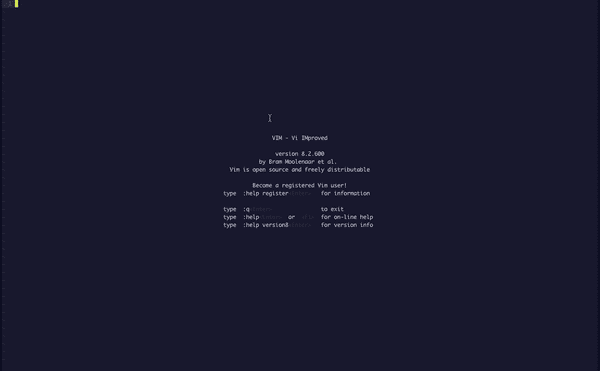 1
VIM - Vi IMproved
version 8.2.600
by Bram Moolenaar et al.
Vim is open source and freely distributable
Become a registered Vim user!
type :help register<Enter> for information
type :q<Enter> to exit
type :help<Enter> or <F1> for on-line help
type :help version8<Enter> for version info